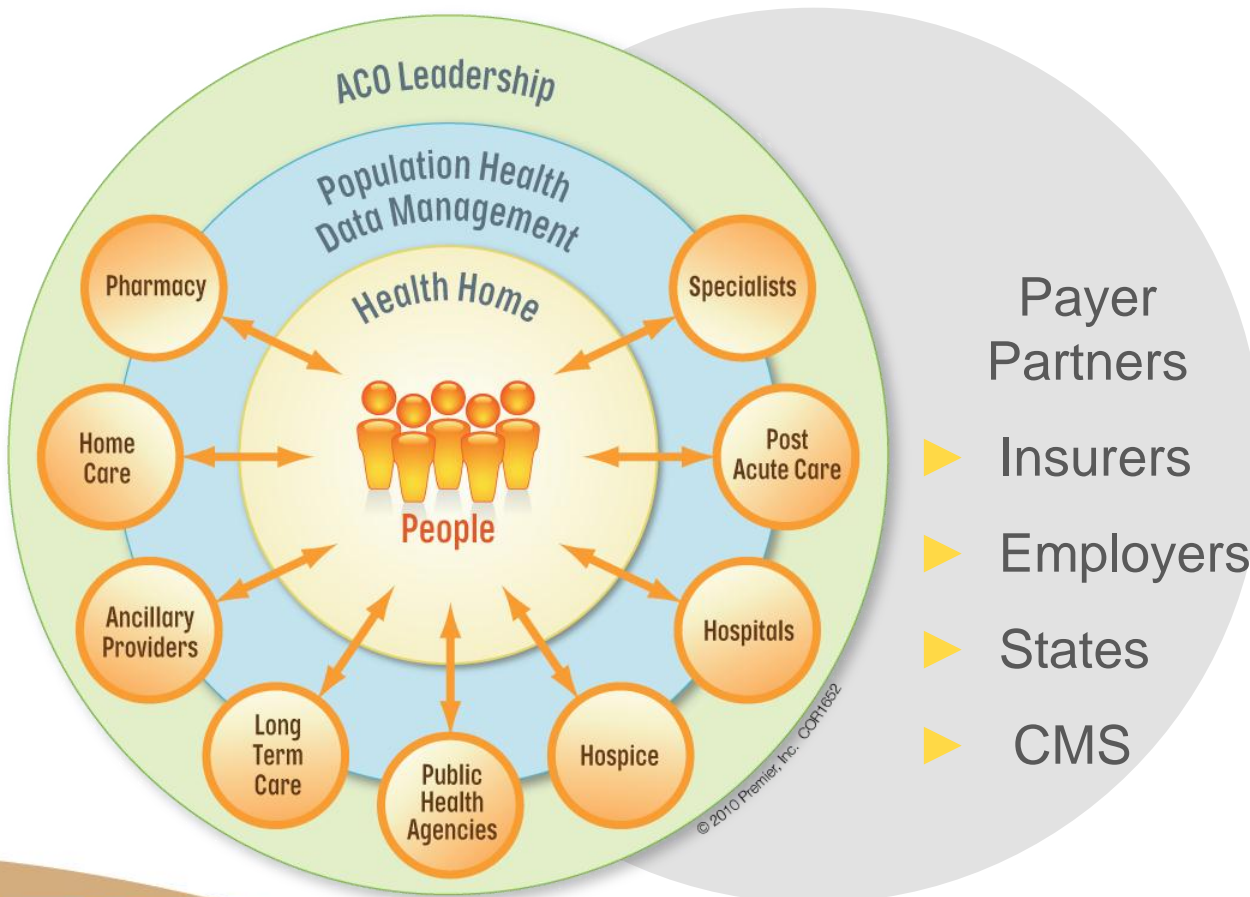 ACO Leadership
Population Health
Data Management
Health Home
Pharmacy
Specialists
Home
Care
Post
Acute Care
People
Ancillary
Providers
Hospitals
Long
Term
Care
Public
Health
Agencies
Hospice
© 2010 Premier, Inc. COR1652
Payer
Partners
Insurers
Employers
States
CMS